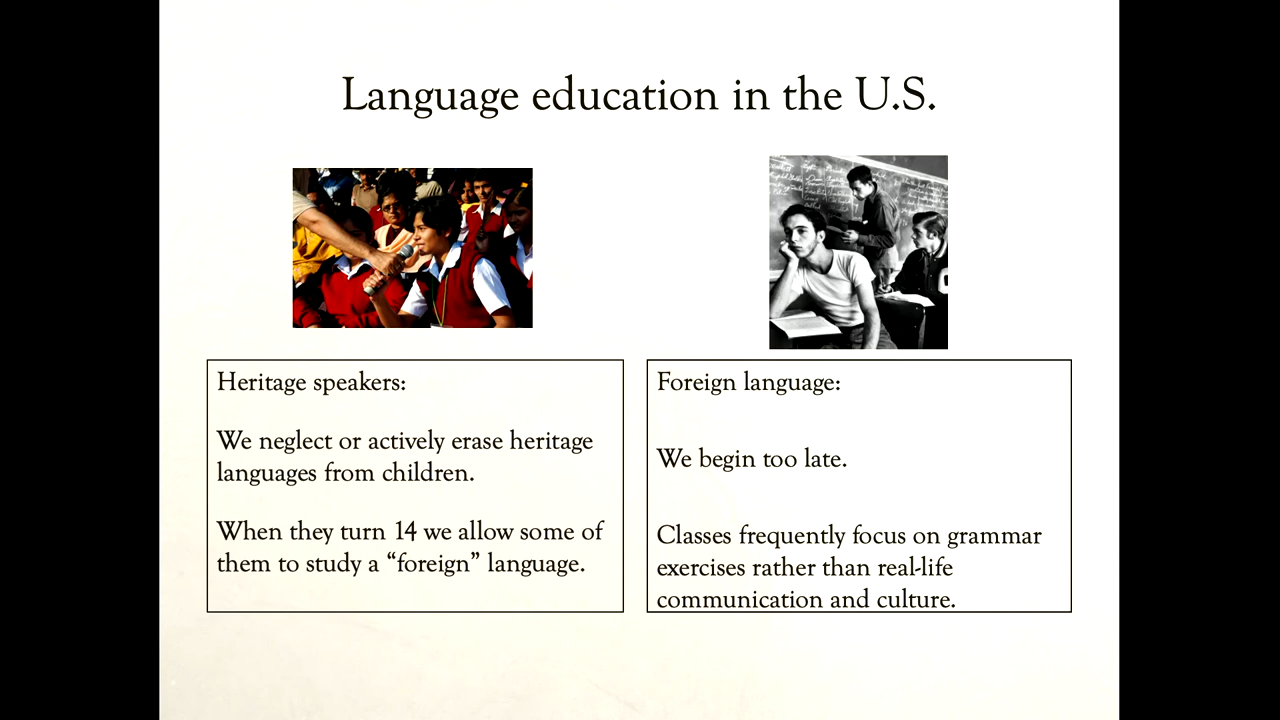 Language education in the U.S.
Heritage speakers:
We neglect or actively erase heritage
languages from children.
When they turn 14 we allow some of
them to study a “foreign” language.
Foreign language:
We begin too late.
Classes frequently focus on grammar
exercises rather than real-life
communication and culture.